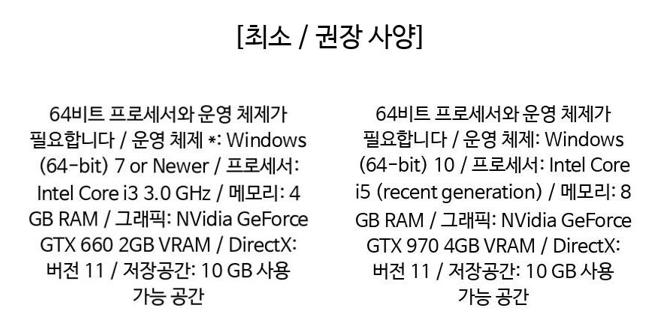 [최소 / 권장 사양]
64비트 프로세서와 운영 체제가
필요합니다 / 운영 체제 *: Windows
(64-bit) 7 or Newer / 프로세서:
Intel Core i3 3.0 GHz / 메모리: 4
GB RAM / 그래픽: NVidia GeForce
GTX 660 2GB VRAM / DirectX:
버전 11 / 저장공간: 10 GB 사용
가능 공간
64비트 프로세서와 운영 체제가
필요합니다 / 운영 체제: Windows
(64-bit) 10 / 프로세서: Intel Core
i5 (recent generation) / 메모리: 8
GB RAM / 그래픽: NVidia GeForce
GTX 970 4GB VRAM / DirectX:
버전 11 / 저장공간: 10 GB 사용
가능 공간